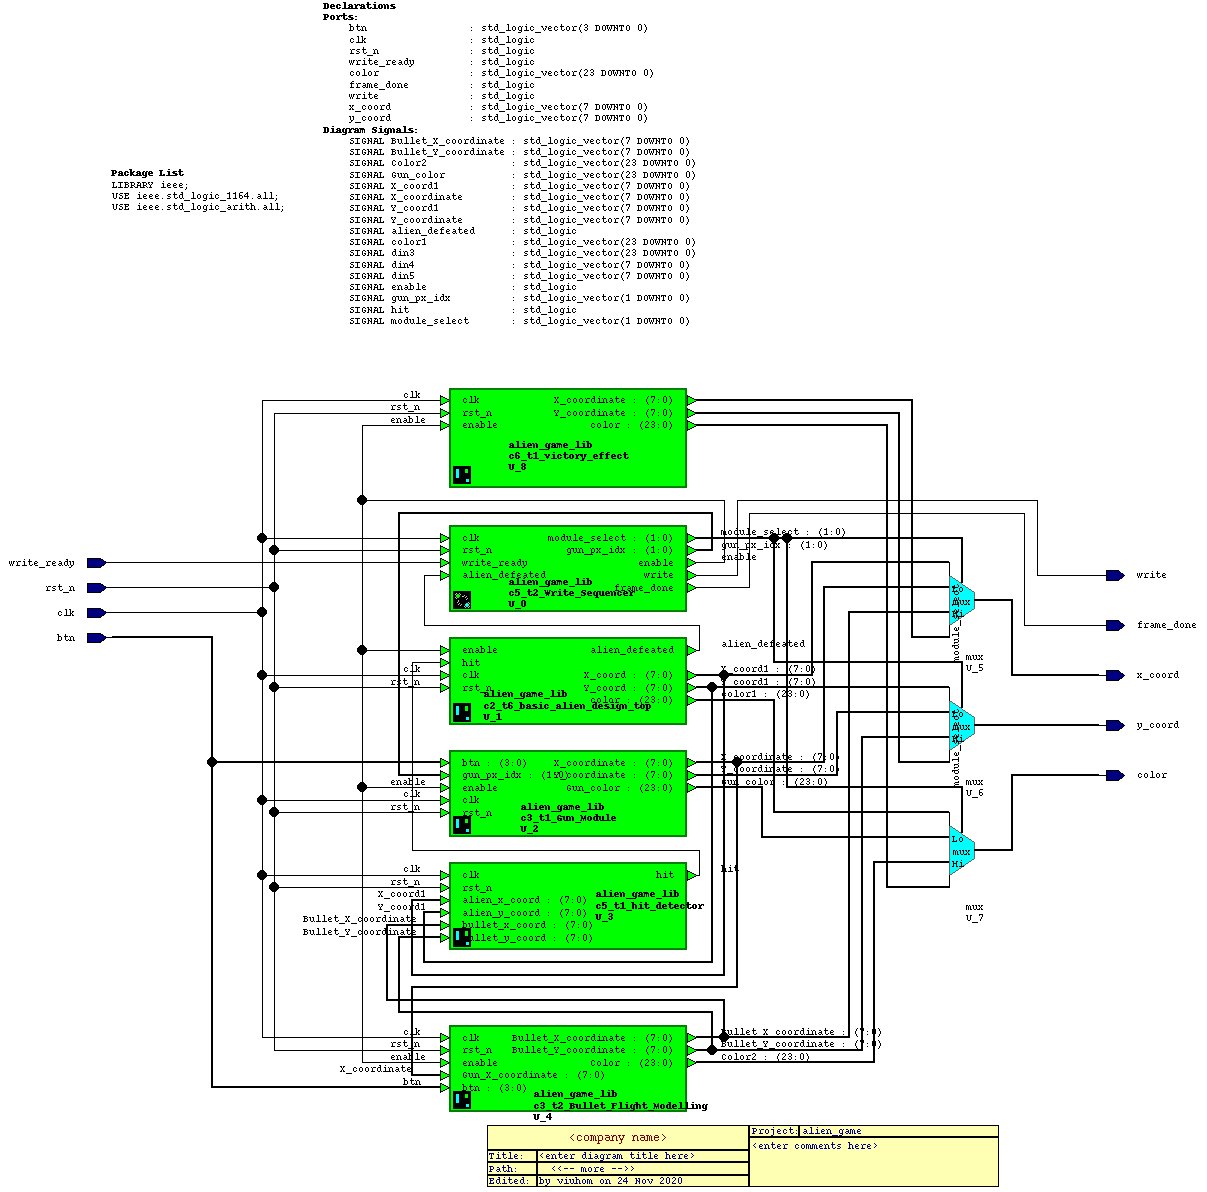 Declarations
Ports:
btn : std_logic_vector(3 DOWNTO 0)
clk : std_logic
rst_n : std_logic
write_ready : std_logic
color : std_logic_vector(23 DOWNTO 0)
frame_done : std_logic
write : std_logic
x_coord : std_logic_vector(7 DOWNTO 0)
y_coord : std_logic_vector(7 DOWNTO 0)
Diagram Signals:
SIGNAL Bullet_X_coordinate : std_logic_vector(7 DOWNTO 0)
SIGNAL Bullet_Y_coordinate : std_logic_vector(7 DOWNTO 0)
SIGNAL Color2 : std_logic_vector(23 DOWNTO 0)
SIGNAL Gun_color : std_logic_vector(23 DOWNTO 0)
SIGNAL X_coord1 : std_logic_vector(7 DOWNTO 0)
SIGNAL X_coordinate : std_logic_vector(7 DOWNTO 0)
SIGNAL Y_coord1 : std_logic_vector(7 DOWNTO 0)
SIGNAL Y_coordinate : std_logic_vector(7 DOWNTO 0)
SIGNAL alien_defeated : std_logic
SIGNAL color1 : std_logic_vector(23 DOWNTO 0)
SIGNAL din3 : std_logic_vector(23 DOWNTO 0)
SIGNAL din4 : std_logic_vector(7 DOWNTO 0)
SIGNAL din5 : std_logic_vector(7 DOWNTO 0)
SIGNAL enable : std_logic
SIGNAL gun_px_idx : std_logic_vector(1 DOWNTO 0)
SIGNAL hit : std_logic
SIGNAL module_select : std_logic_vector(1 DOWNTO 0)
Package List
LIBRARY ieee;
USE ieee.std_logic_1164.all;
USE ieee.std_logic_arith.all;
clk
rst_n
enable
clk X_coordinate : (7:0)
rst_n Y_coordinate : (7:0)
enable color : (23:0)
alien_game_lib
c6_t1_victory_effect
U_8
clk module_select : (1:0)
rst_n gun_px_idx : (1:0)
write_ready enable
alien_defeated write
frame_done
alien_game_lib
c5_t2_Write_Sequencer
U_0
module_select : (1:0)
gun_px_idx : (1:0)
enable
write_ready
rst_n
clk
btn
enable alien_defeated
hit
clk X_coord : (7:0)
rst_n Y_coord : (7:0)
color : (23:0)
alien_game_lib
c2_t6_basic_alien_design_top
U_1
clk
rst_n
alien_defeated
X_coord1 : (7:0)
Y_coord1 : (7:0)
color1 : (23:0)
btn : (3:0) X_coordinate : (7:0)
gun_px_idx : (1:0) Y_coordinate : (7:0)
enable Gun_color : (23:0)
clk
rst_n
alien_game_lib
c3_t1_Gun_Module
U_2
enable
clk
rst_n
X_coordinate : (7:0)
Y_coordinate : (7:0)
Gun_color : (23:0)
clk hit
rst_n
alien_x_coord : (7:0)
alien_y_coord : (7:0)
bullet_x_coord : (7:0)
bullet_y_coord : (7:0)
alien_game_lib
c5_t1_hit_detector
U_3
clk
rst_n
X_coord1
Y_coord1
Bullet_X_coordinate
Bullet_Y_coordinate
hit
clk Bullet_X_coordinate : (7:0)
rst_n Bullet_Y_coordinate : (7:0)
enable Color : (23:0)
Gun_X_coordinate : (7:0)
btn : (3:0)
alien_game_lib
c3_t2_Bullet_Flight_Modelling
U_4
clk
rst_n
enable
X_coordinate
btn
Bullet_X_coordinate : (7:0)
Bullet_Y_coordinate : (7:0)
Color2 : (23:0)
Lo
mux
Hi
mux
U_5
Lo
mux
Hi
mux
U_6
Lo
mux
Hi
mux
U_7
write
frame_done
x_coord
y_coord
color
<company name>
Project: alien_game
<enter comments here>
Title: <enter diagram title here>
Path: <<-- more -->>
Edited: by viuhom on 24 Nov 2020